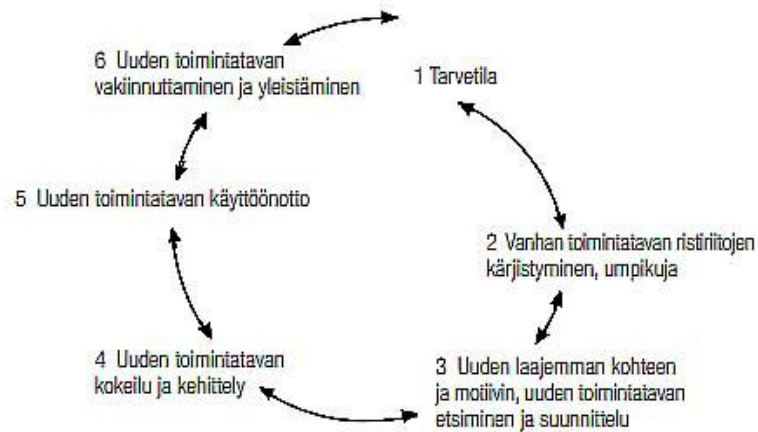 1 Tarvetila
2 Vanhan toimintatavan ristiriitojen
kärjistyminen, umpikuja
3 Uuden laajemman kohteen
ja motiivin, uuden toimintatavan
etsiminen ja suunnittelu
4 Uuden toimintatavan
kokeilu ja kehittely
5 Uuden toimintatavan käyttöönotto
6 Uuden toimintatavan
vakiinnuttaminen ja yleistäminen